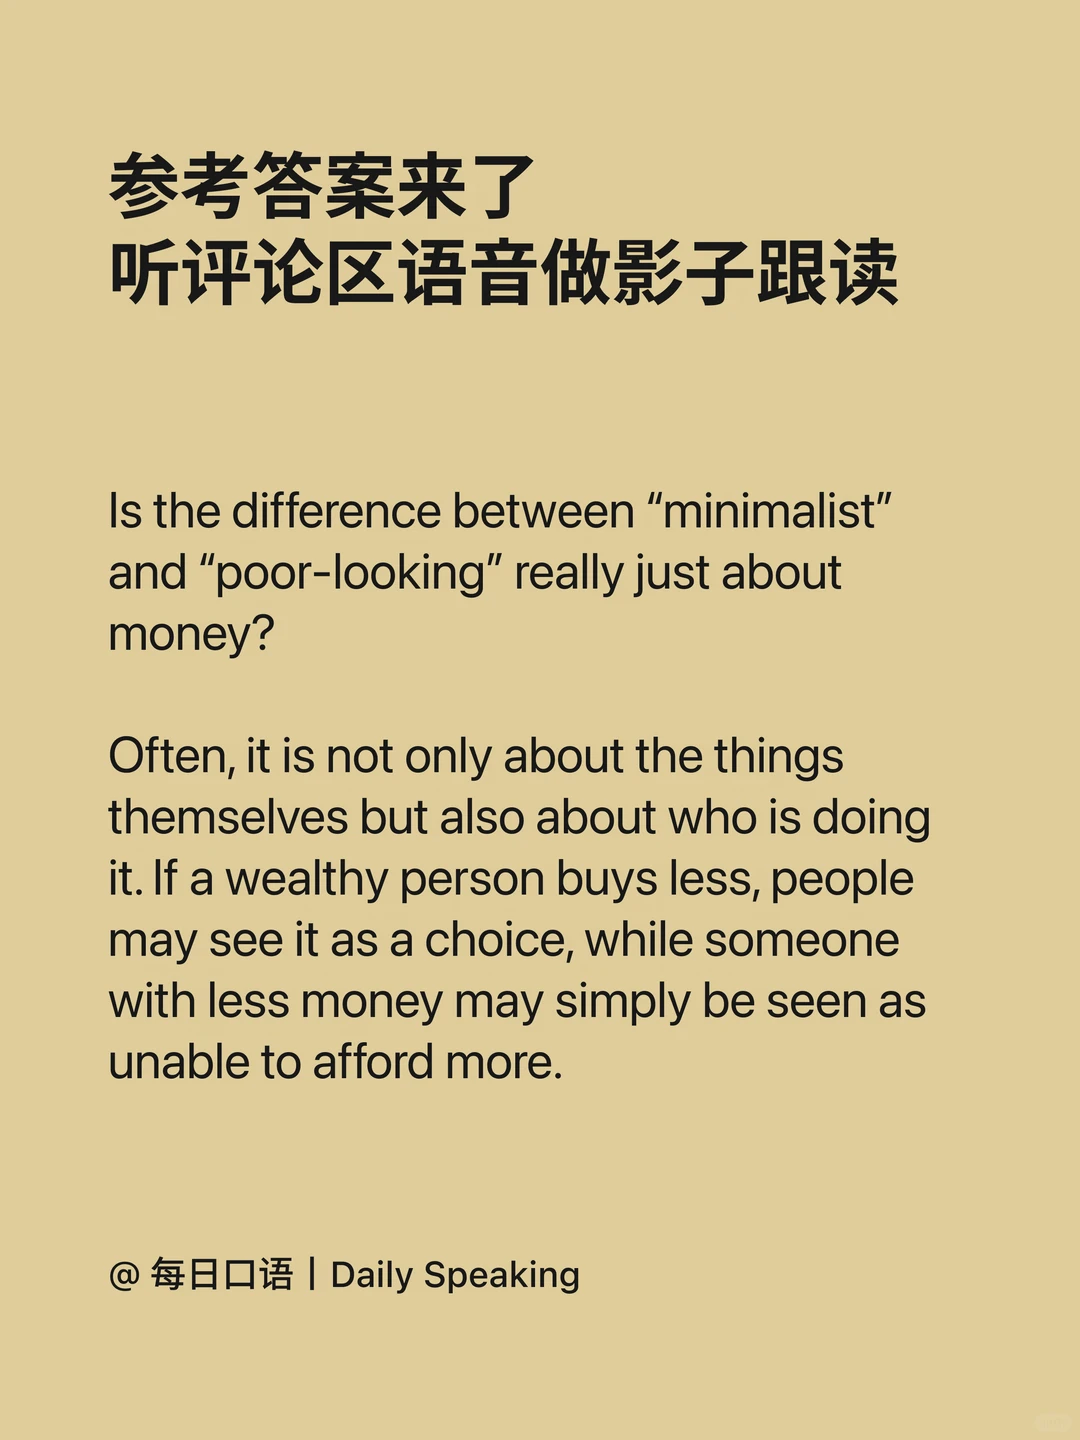 参考答案来了
听评论区语音做影子跟读
Is the difference between “minimalist”
and “poor-looking” really just about
money?
Often, it is not only about the things
themselves but also about who is doing
it. If a wealthy person buys less, people
may see it as a choice, while someone
with less money may simply be seen as
unable to afford more.
@ 每日口语｜Daily Speaking